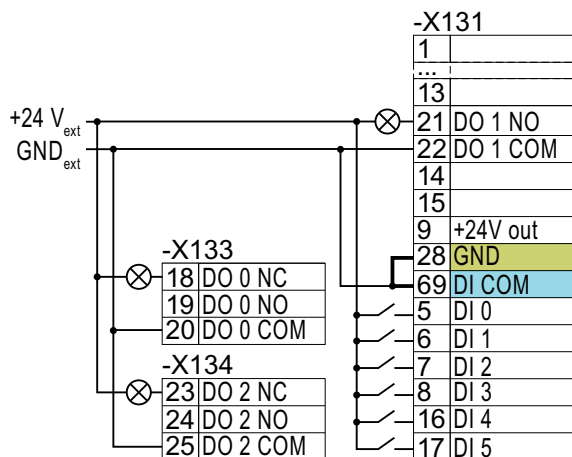 -X131
1
...
13
+24 V ext
21 DO 1 NO
GND ext
22 DO 1 COM
14
15
9 +24V out
-X133
28 GND
18 DO 0 NC
69 DI COM
19 DO 0 NO
5 DI 0
20 DO 0 COM
6 DI 1
-X134
7 DI 2
23 DO 2 NC
8 DI 3
24 DO 2 NO
16 DI 4
25 DO 2 COM
17 DI 5